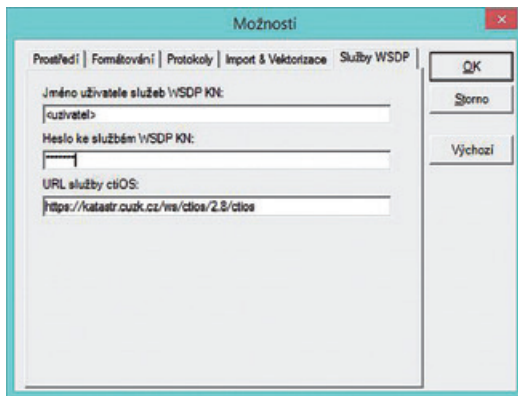 Možnosti
Prostředí Formátování Protokoly Import & Vektorizace Služby WSDP
OK
Jméno uživatele služeb WSDP KN:
<uzivatel>
Storno
Heslo ke službám WSDP KN:
Výchozí
URL služby ctiOS:
https://katastr.cuzk.cz/ws/ctios/2.8/ctios